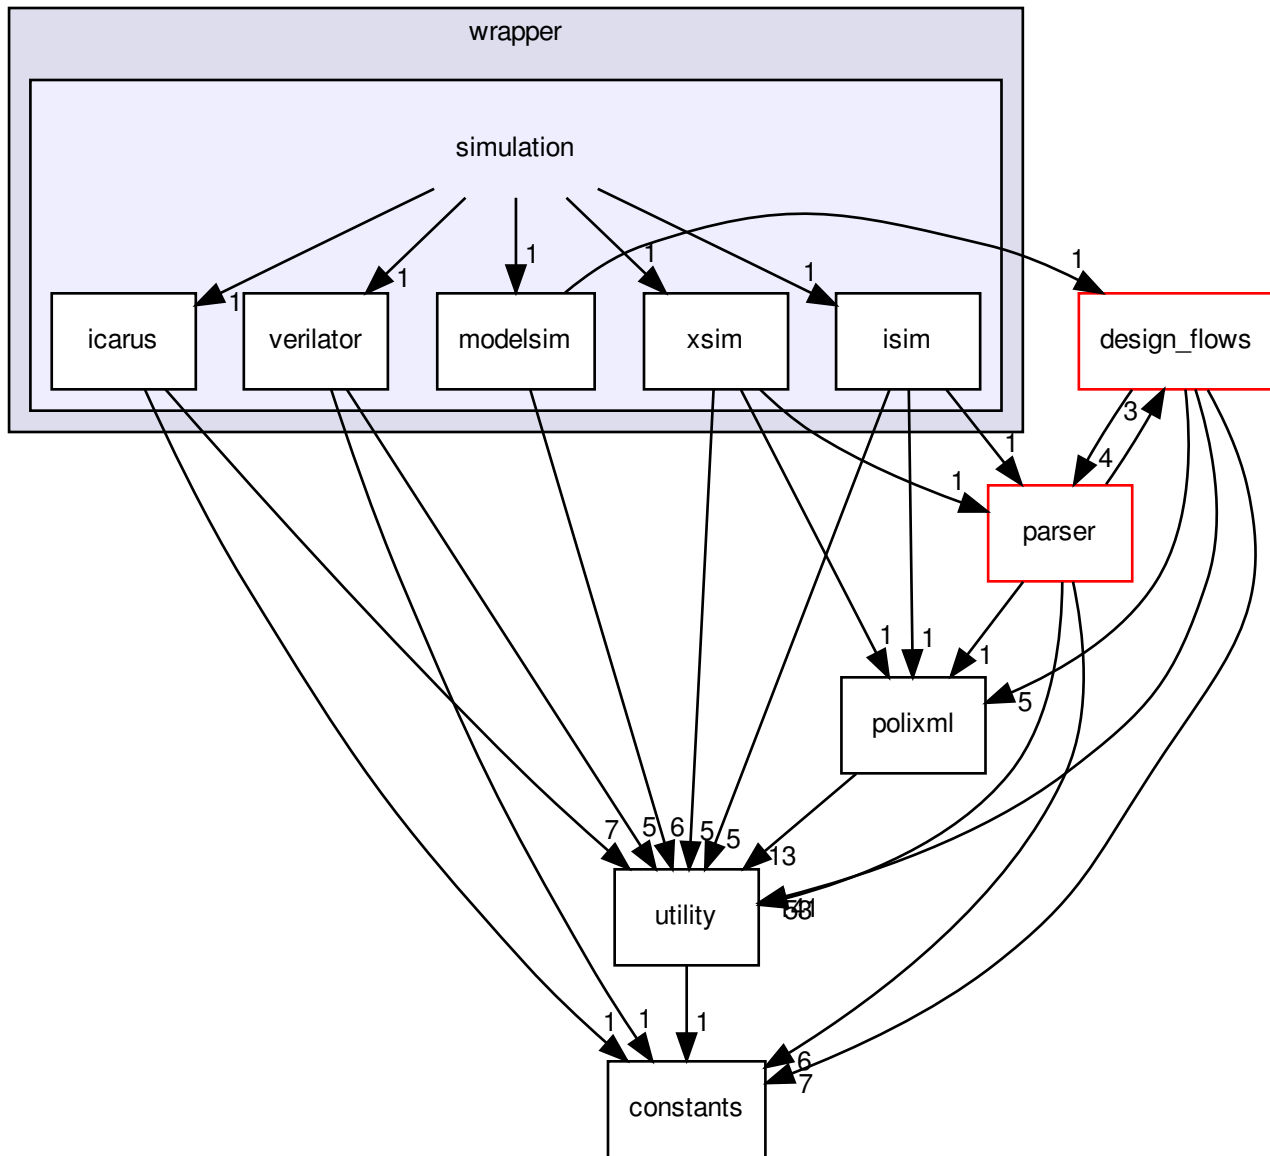 wrapper
simulation
1
1
1
1
1
1
icarus
verilator
modelsim
xsim
isim
design_flows
3
4
1
1
parser
1
1
1
5
polixml
7
5
6
5
5
13
utility
1
1
1
6
7
constants